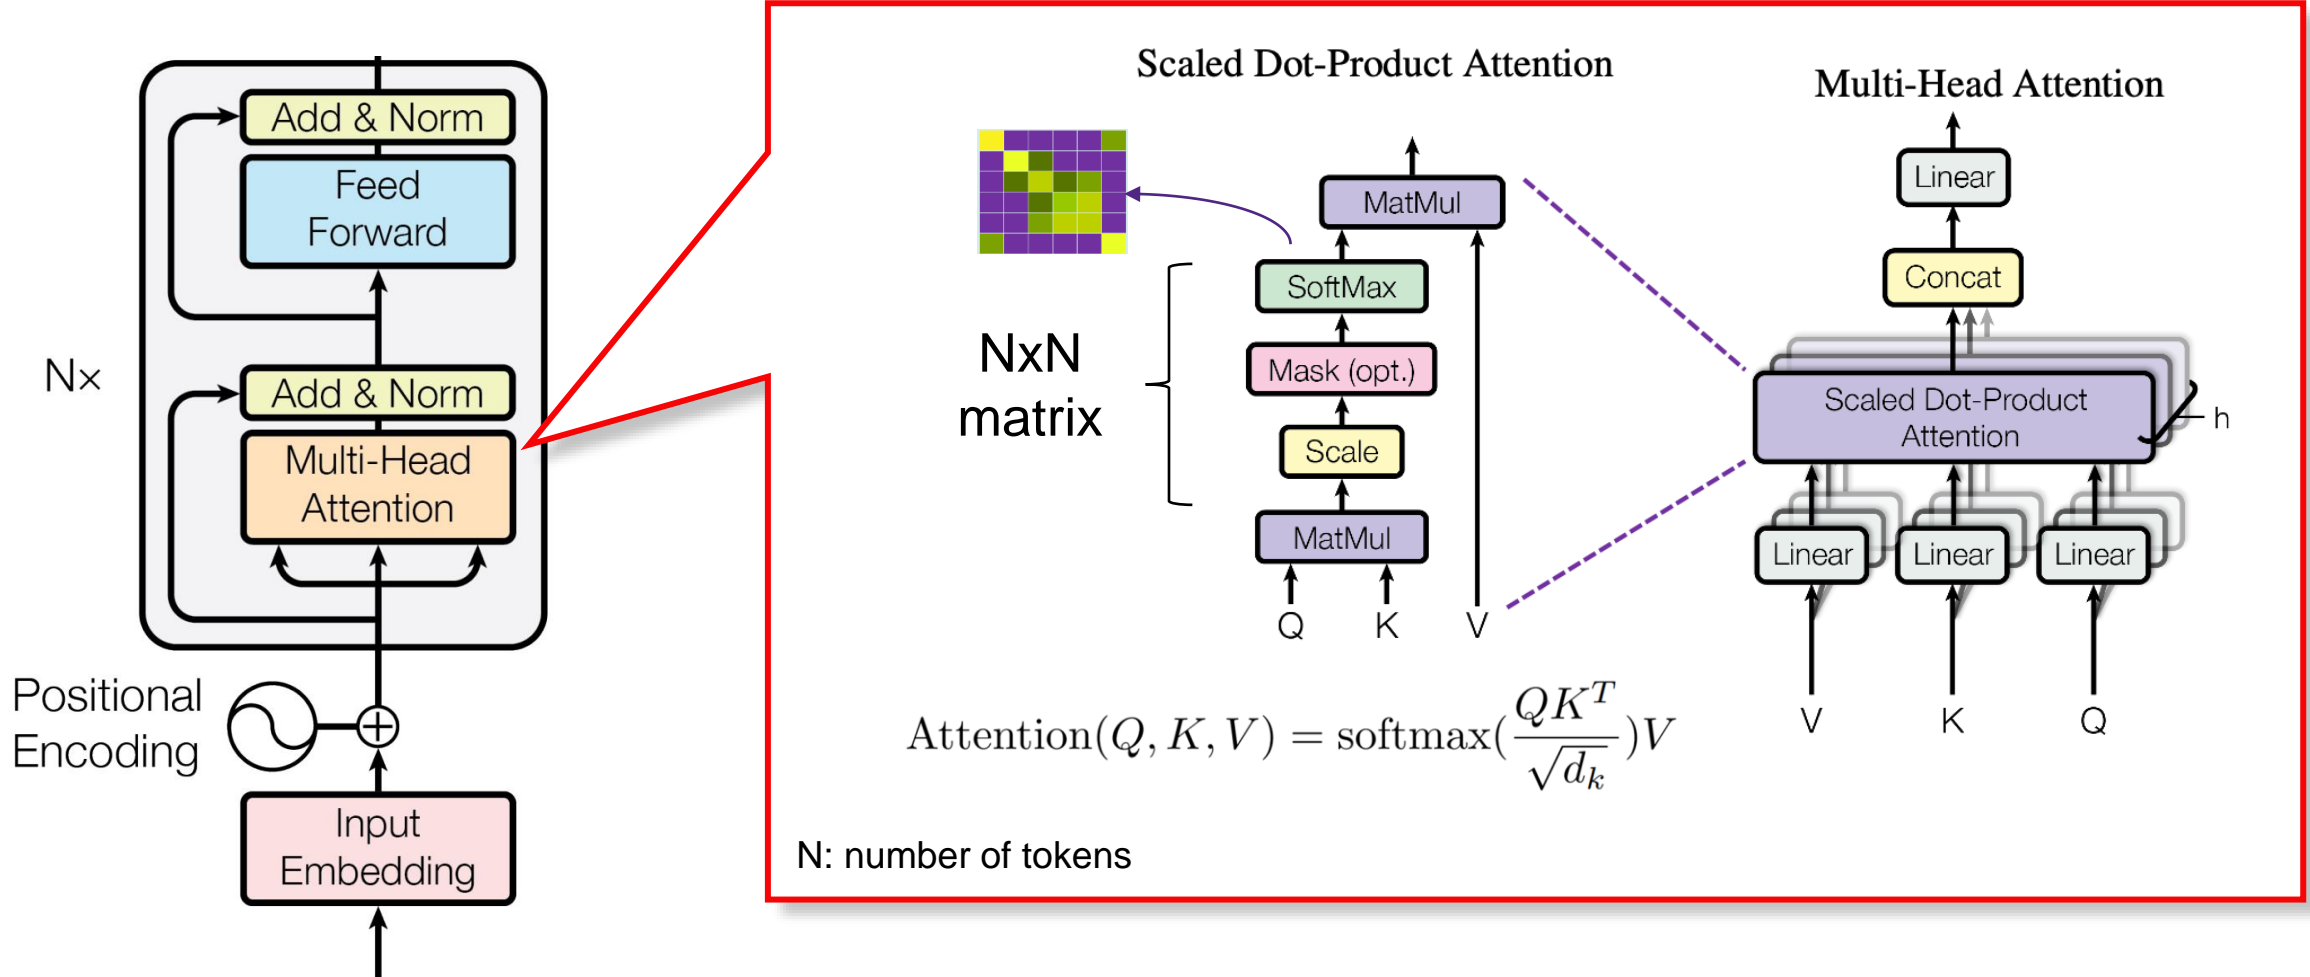 Add & Norm
Feed
Forward
N×
Add & Norm
Multi-Head
Attention
Positional
Encoding
Input
Embedding
Scaled Dot-Product Attention
MatMul
SoftMax
NxN
matrix
Mask (opt.)
Scale
MatMul
Q K V
Attention(Q, K, V) = softmax(\frac{QK^T}{\sqrt{d_k}})V
N: number of tokens
Multi-Head Attention
Linear
Concat
Scaled Dot-Product
Attention
h
Linear Linear Linear
V K Q